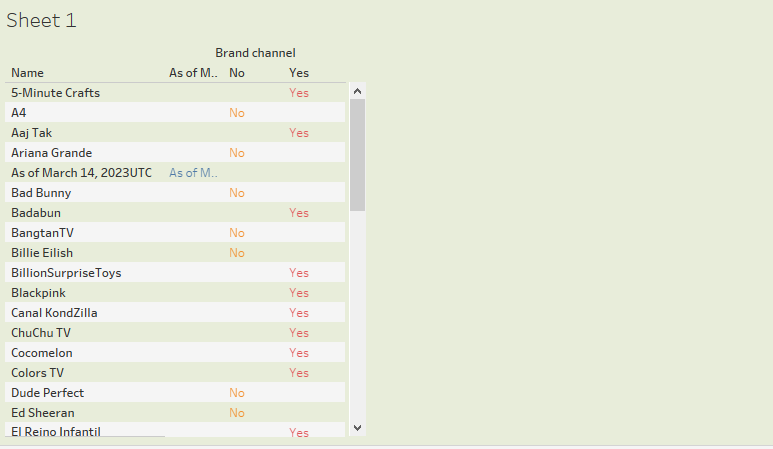 Sheet 1
Brand channel
Name As of M.. No Yes
5-Minute Crafts Yes
A4 No
Aaj Tak Yes
Ariana Grande No
As of March 14, 2023UTC As of M..
Bad Bunny No
Badabun Yes
BangtanTV No
Billie Eilish No
BillionSurpriseToys Yes
Blackpink Yes
Canal KondZilla Yes
ChuChu TV Yes
Cocomelon Yes
Colors TV Yes
Dude Perfect No
Ed Sheeran No
El Reino Infantil Yes